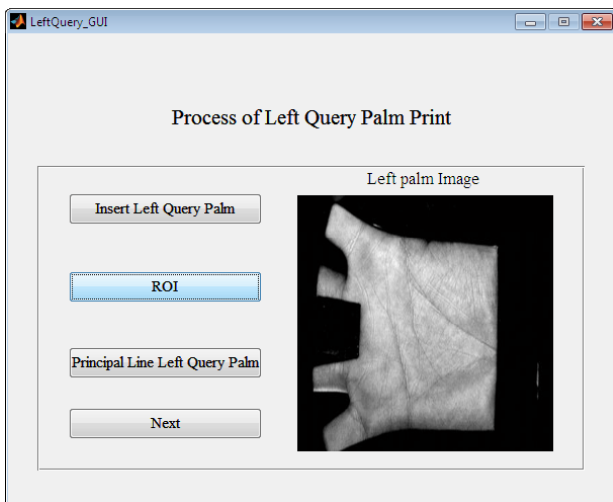 LeftQuery_GUI
Process of Left Query Palm Print
Left palm Image
Insert Left Query Palm
ROI
Principal Line Left Query Palm
Next